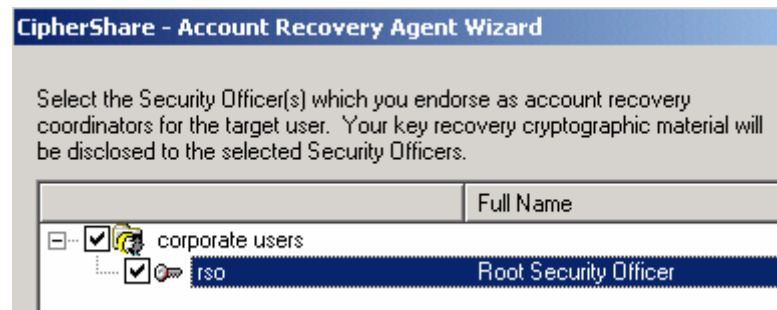 CipherShare - Account Recovery Agent Wizard
Select the Security Officer(s) which you endorse as account recovery
coordinators for the target user. Your key recovery cryptographic material will
be disclosed to the selected Security Officers.
Full Name
corporate users
rso Root Security Officer